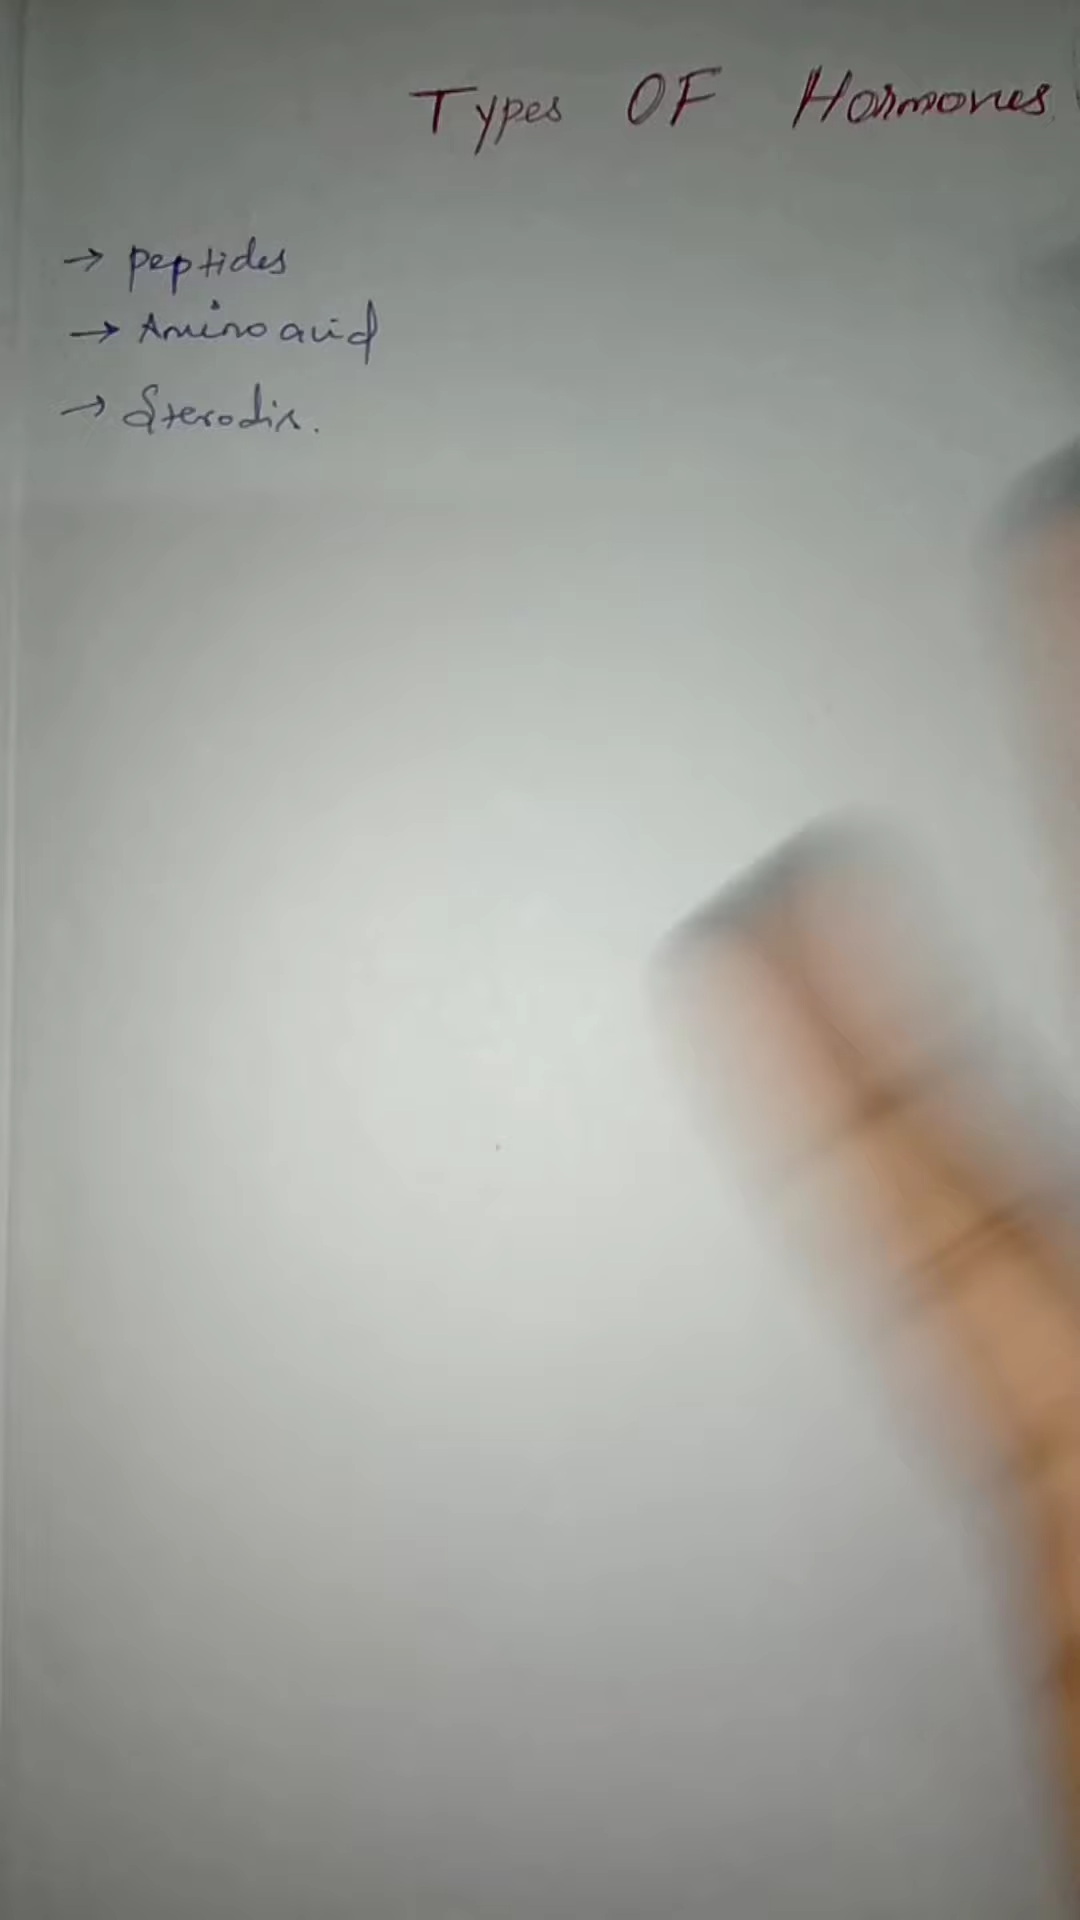 Types OF Hormones
→ peptides
→ Amino acid
→ Sterodis.